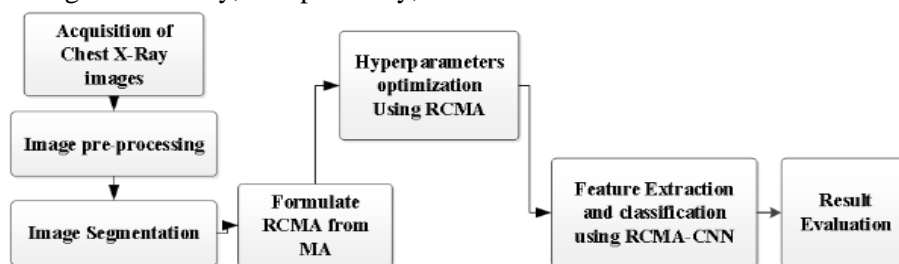 Acquisition of
Chest X-Ray
images
Image pre-processing
Image Segmentation
Formulate
RCMA from
MA
Hyperparameters
optimization
Using RCMA
Feature Extraction
and classification
using RCMA-CNN
Result
Evaluation